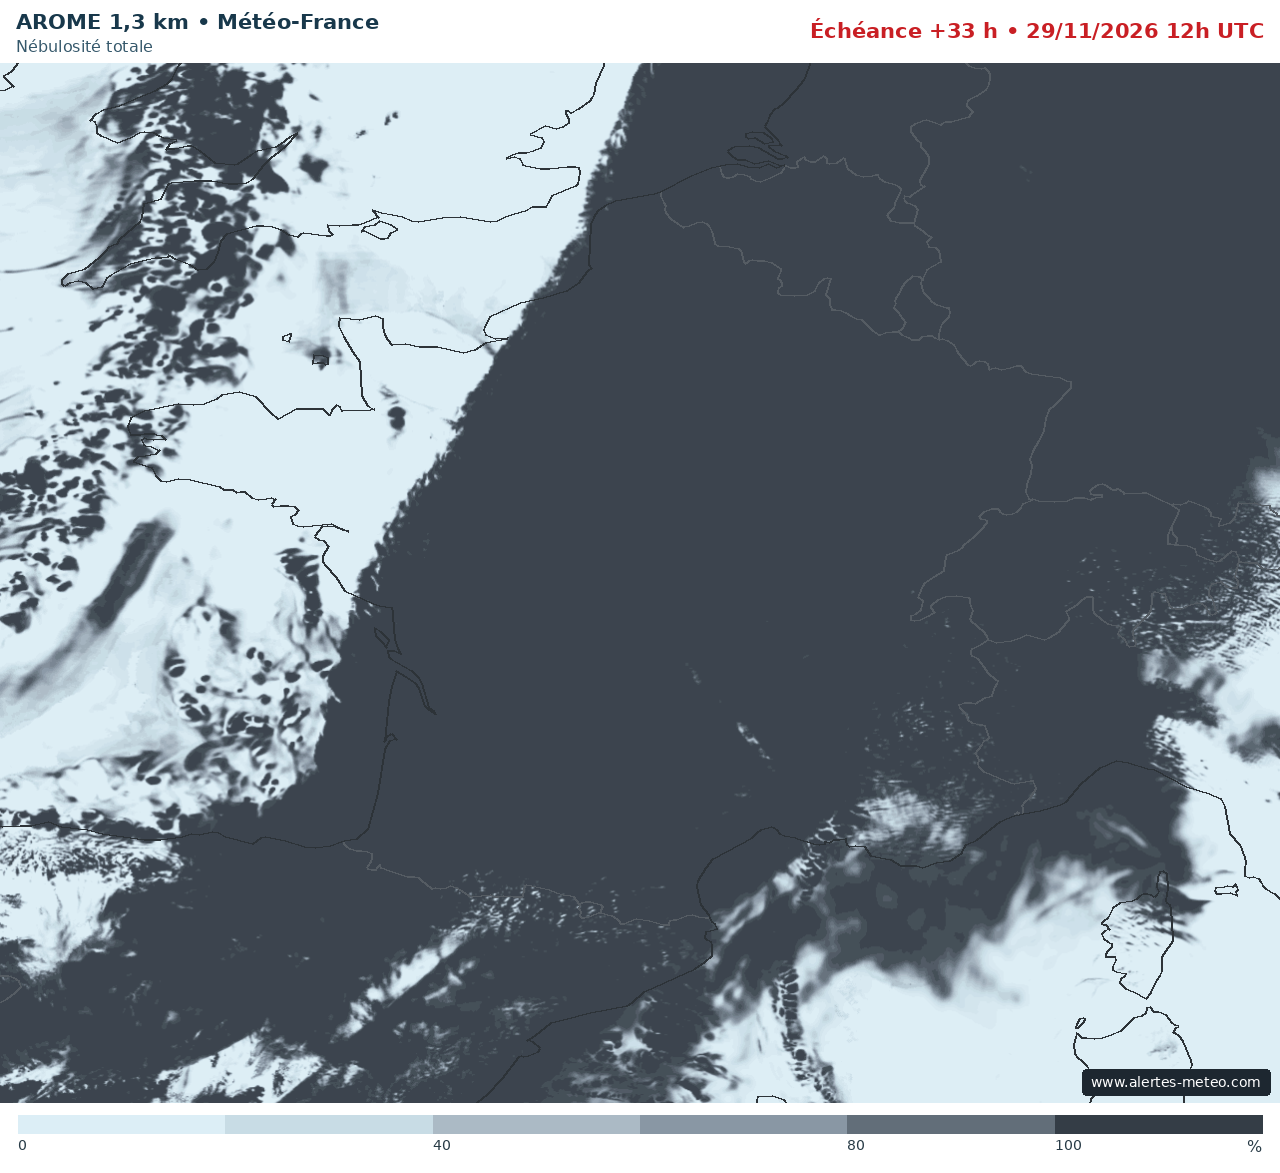 AROME 1,3 km • Météo-France
Nébulosité totale
Échéance +33 h • 29/11/2026 12h UTC
www.alertes-meteo.com
0 40 80 100 %